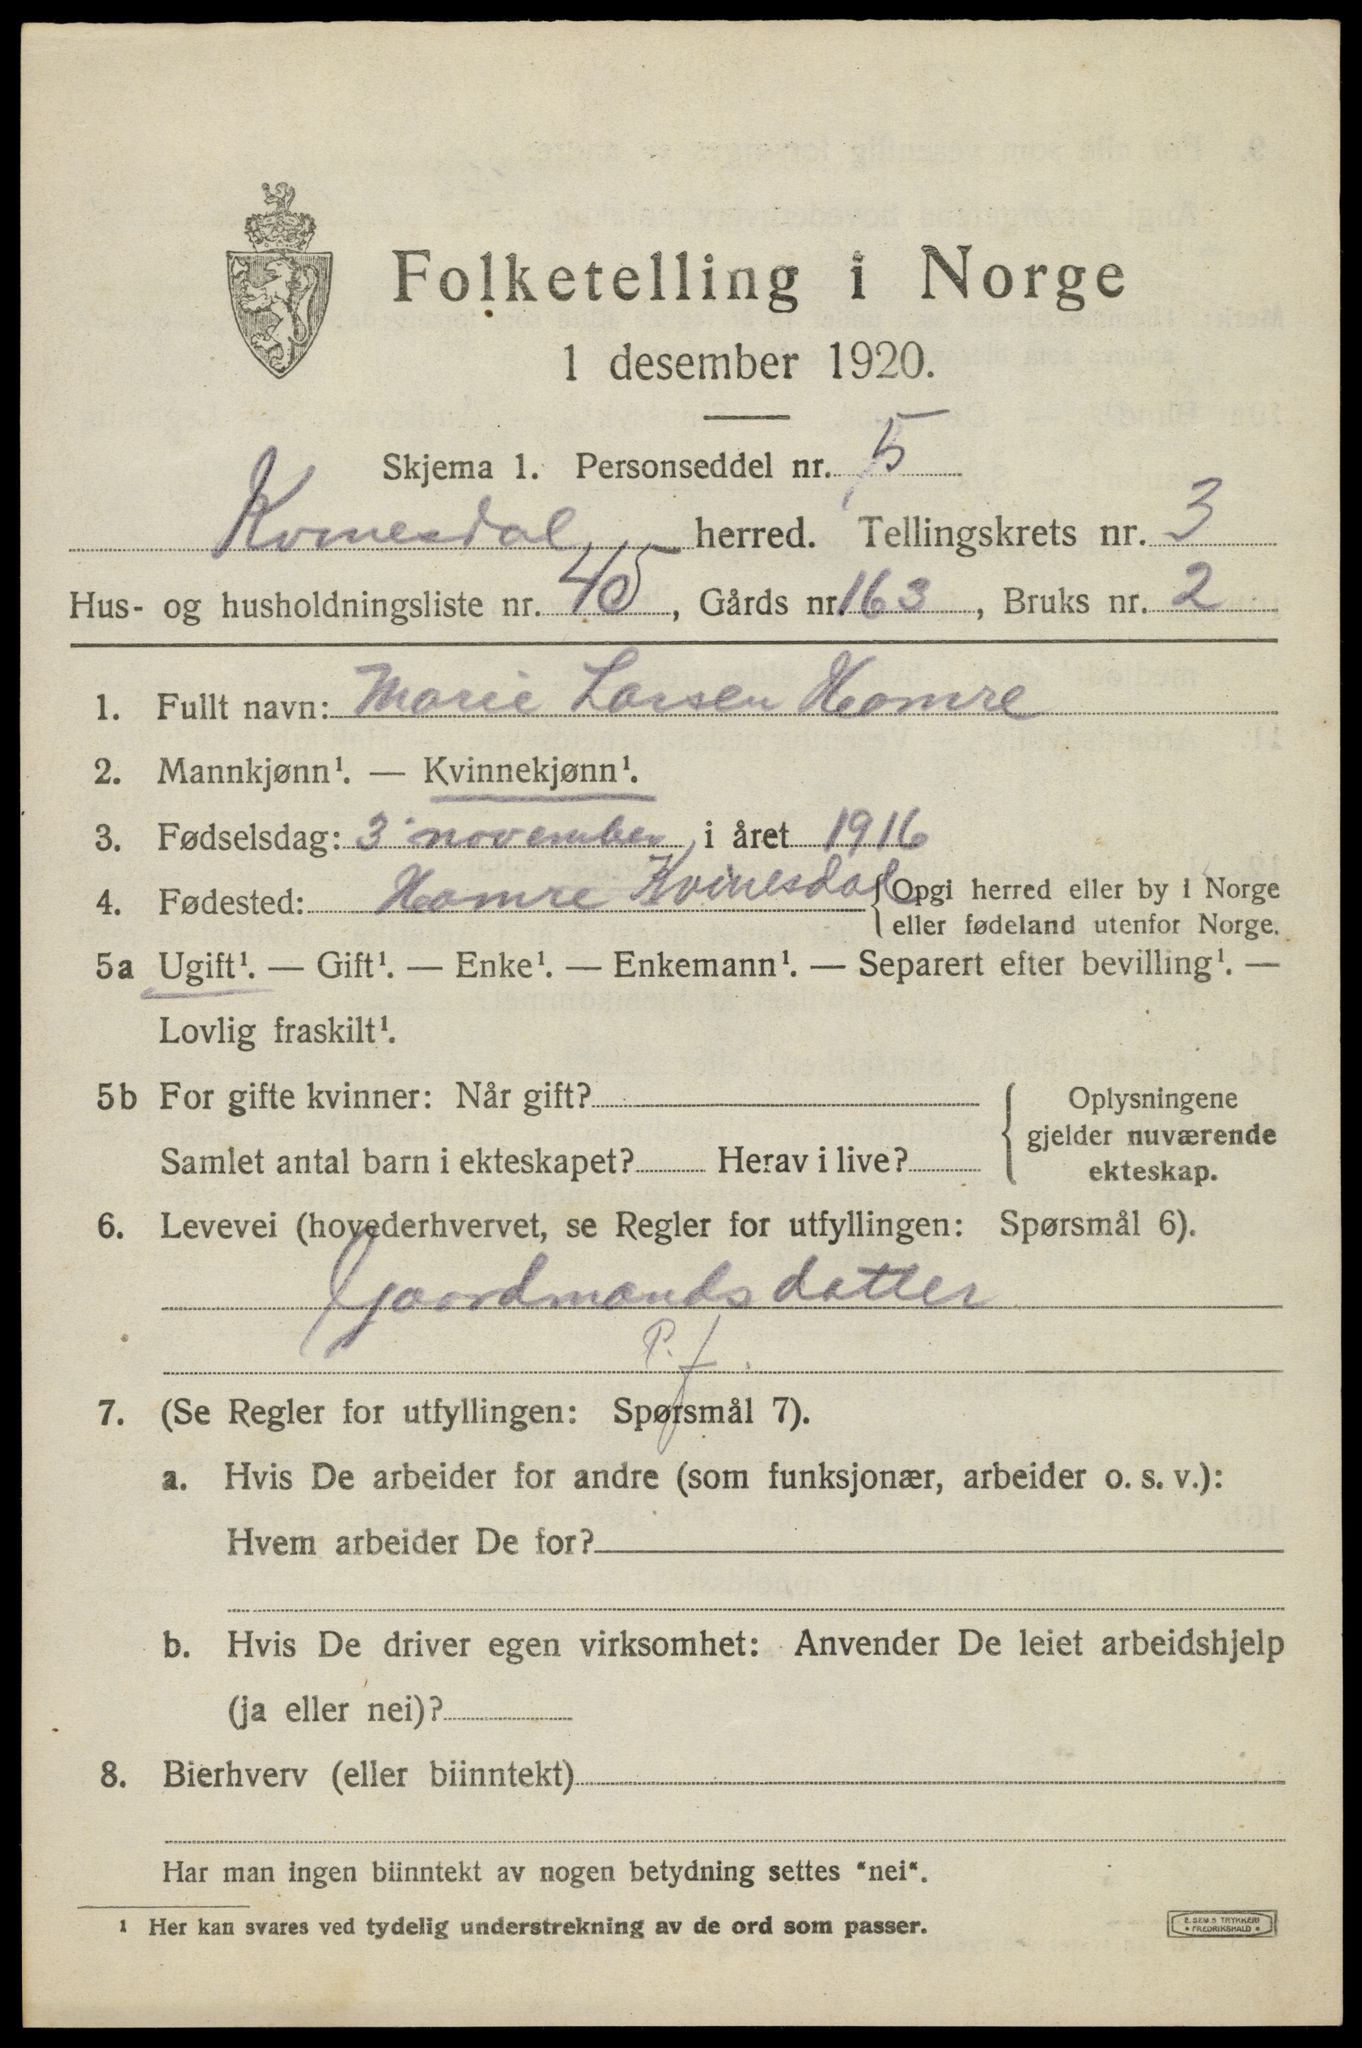 Folketelling i Norge
1 desember 1920.
Skjema 1. Personseddel nr. 5
Kvinesdal herred. Tellingskrets nr. 3
Hus- og husholdningsliste nr. 45, Gårds nr. 163, Bruks nr. 2
1. Fullt navn: Marie Larsen Hamre
2. Mannkjønn¹. — Kvinnekjønn¹.
3. Fødselsdag: 3 november i året 1916
4. Fødested: Hamre Kvinesdal {Opgi herred eller by i Norge
eller fødeland utenfor Norge.
5a Ugift¹. — Gift¹. — Enke¹. — Enkemann¹. — Separert efter bevilling¹. —
Lovlig fraskilt¹.
5b For gifte kvinner: Når gift? { Oplysningene
gjelder nuværende
Samlet antal barn i ekteskapet? Herav i live? ekteskap.
6. Levevei (hovederhvervet, se Regler for utfyllingen: Spørsmål 6).
Gaardmandsdatter
P. f.
7. (Se Regler for utfyllingen: Spørsmål 7).
a. Hvis De arbeider for andre (som funksjonær, arbeider o. s. v.):
Hvem arbeider De for?
b. Hvis De driver egen virksomhet: Anvender De leiet arbeidshjelp
(ja eller nei)?
8. Bierhverv (eller biinntekt)
Har man ingen biinntekt av nogen betydning settes "nei".
¹ Her kan svares ved tydelig understrekning av de ord som passer.
E. SEM'S TRYKKERI
* FREDRIKSHALD *